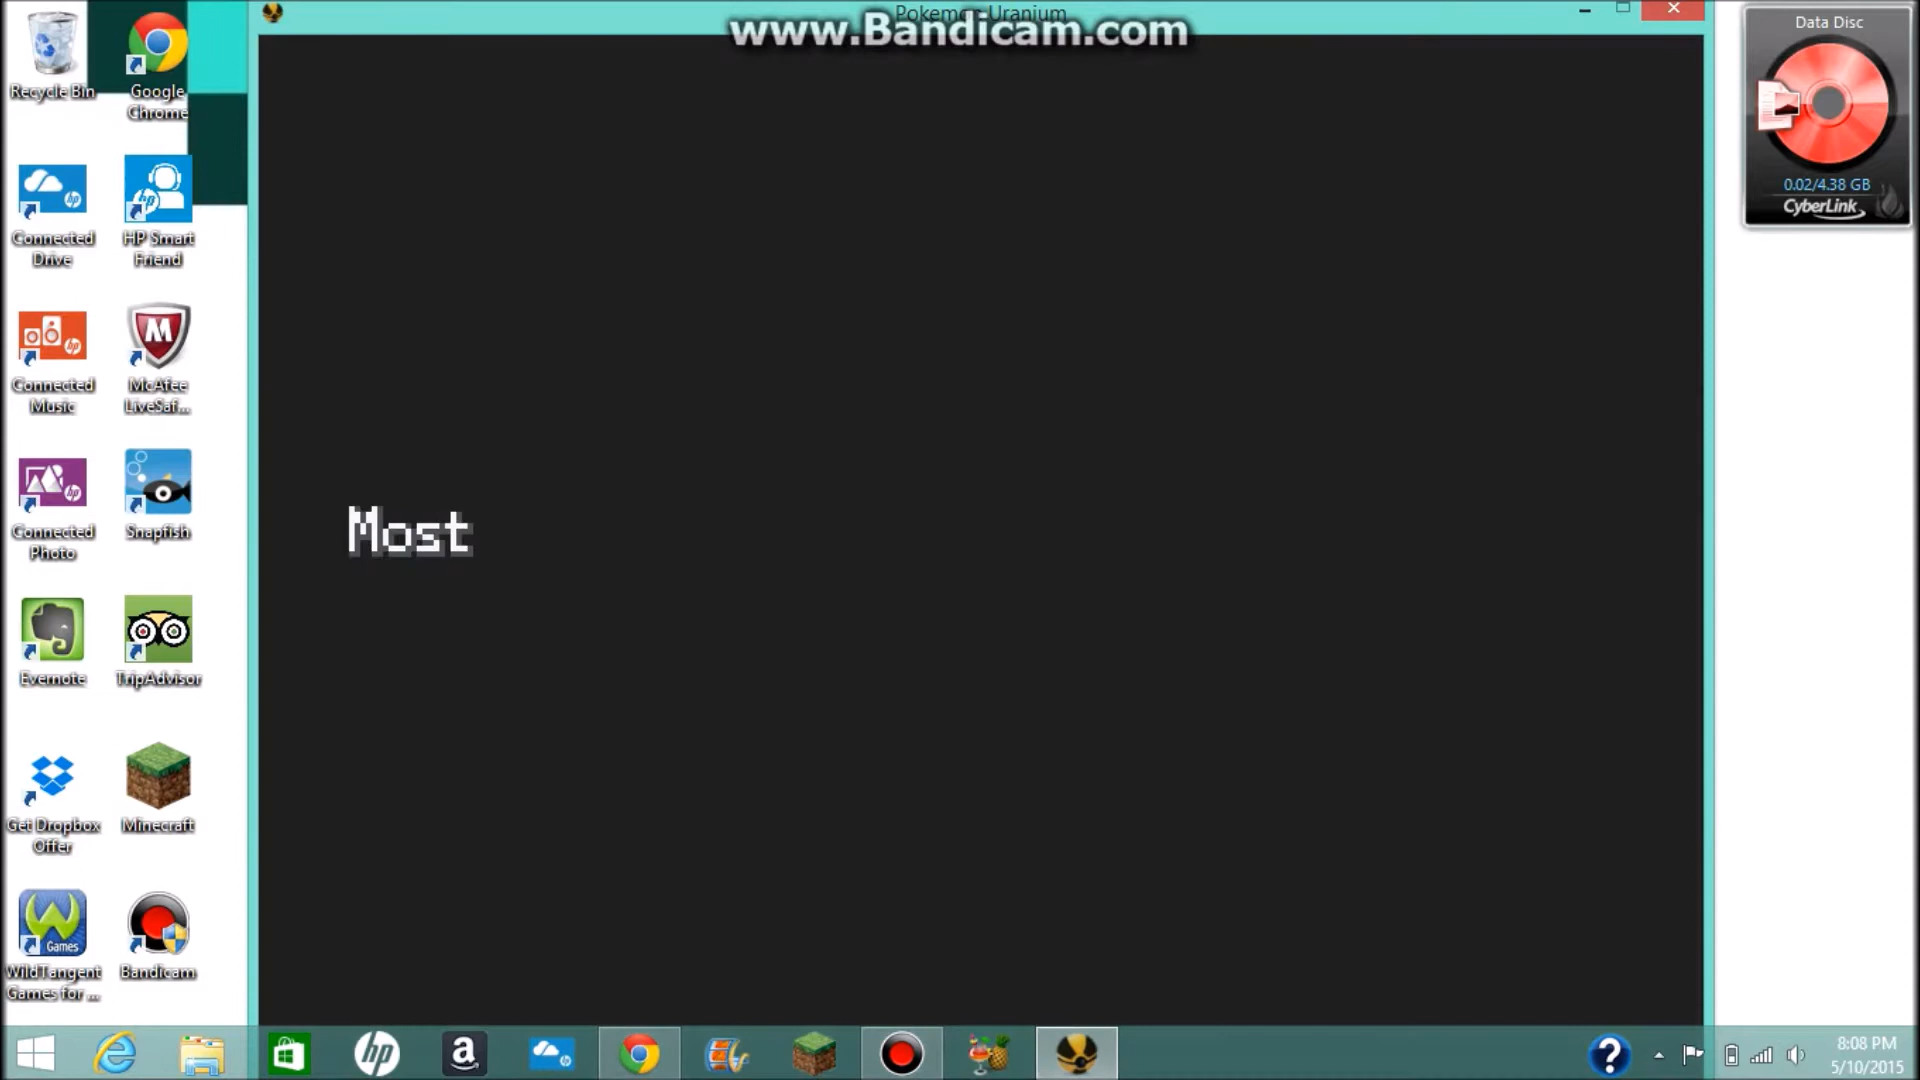 Pokemon Uranium
www.Bandicam.com
Data Disc
0.02/4.38 GB
CyberLink
Recycle Bin
Google
Chrome
Connected
Drive
HP Smart
Friend
Connected
Music
McAfee
LiveSaf...
Connected
Photo
Snapfish
Evernote
TripAdvisor
Get Dropbox
Offer
Minecraft
Games
WildTangent
Games for ...
Bandicam
Most
8:08 PM
5/10/2015